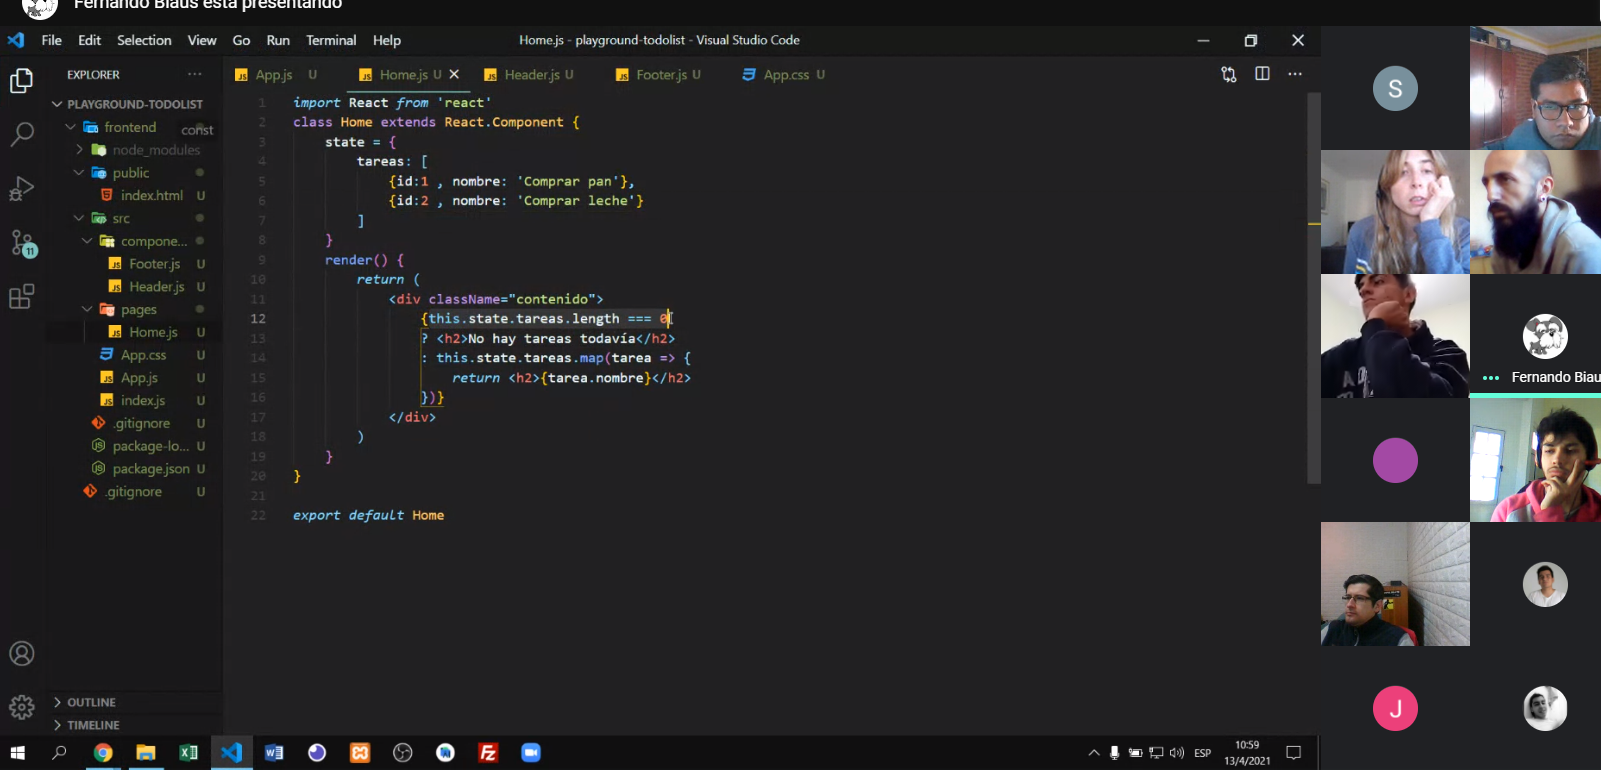 Fernando Blaus está presentando
File Edit Selection View Go Run Terminal Help
Home.js - playground-todolist - Visual Studio Code
EXPLORER
PLAYGROUND-TODOLIST
frontend
const
node_modules
public
index.html U
src
compone...
Footer.js U
Header.js U
pages
Home.js U
App.css U
App.js U
index.js U
.gitignore U
package-lo... U
package.json U
.gitignore U
OUTLINE
TIMELINE
11
App.js U Home.js U Header.js U Footer.js U App.css U
1 import React from 'react'
2 class Home extends React.Component {
3 state = {
4 tareas: [
5 {id:1 , nombre: 'Comprar pan'},
6 {id:2 , nombre: 'Comprar leche'}
7 ]
8 }
9 render() {
10 return (
11 <div className="contenido">
12 {this.state.tareas.length === 0
13 ? <h2>No hay tareas todavía</h2>
14 : this.state.tareas.map(tarea => {
15 return <h2>{tarea.nombre}</h2>
16 })}
17 </div>
18 )
19 }
20 }
21
22 export default Home
S
Fernando Biau
J
ESP
10:59
13/4/2021